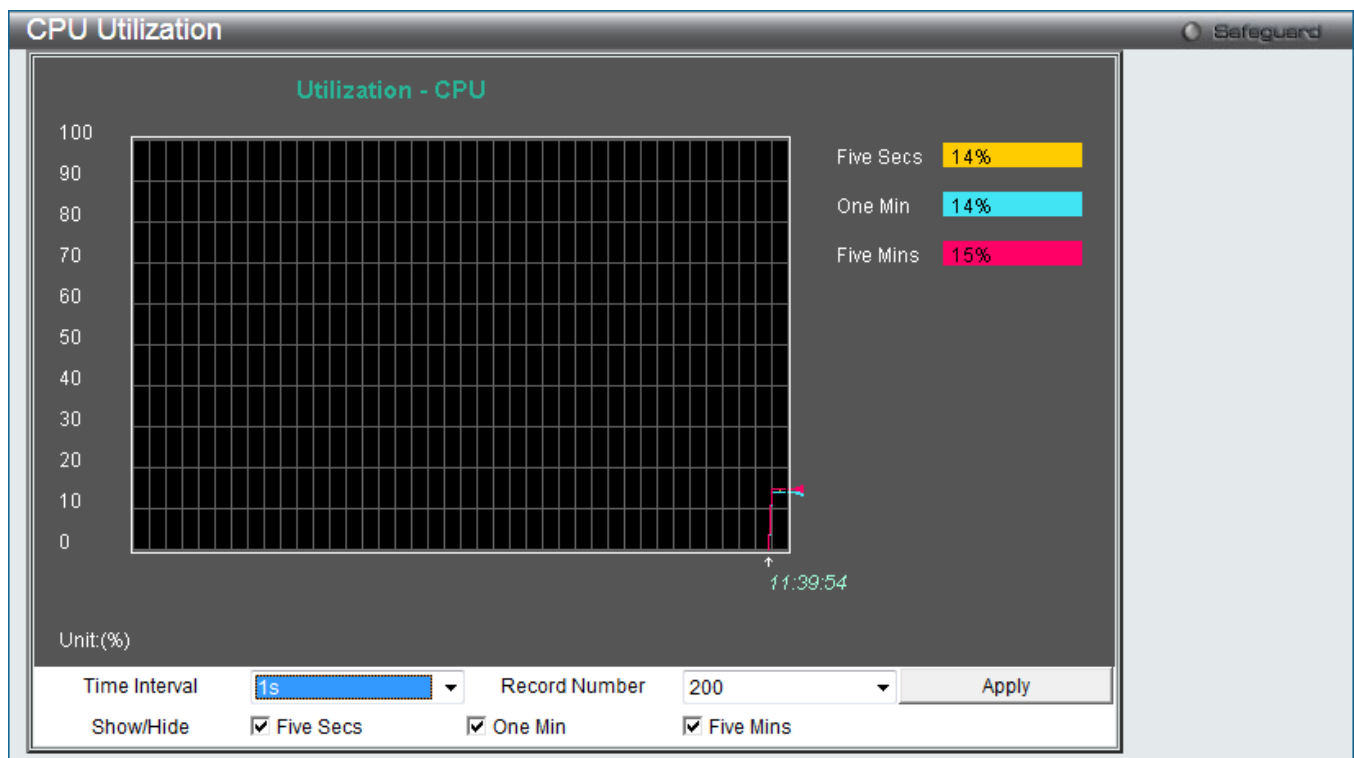 CPU Utilization
Safeguard
Utilization - CPU
100
90
80
70
60
50
40
30
20
10
0
Five Secs 14%
One Min 14%
Five Mins 15%
11:39:54
Unit:(%)
Time Interval 1s Record Number 200 Apply
Show/Hide Five Secs One Min Five Mins